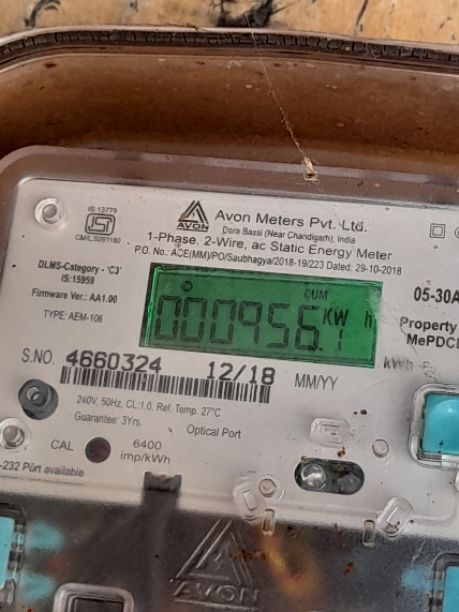 IS:13779
CM/L:9291160
AVON
Avon Meters Pvt. Ltd.
Dera Bassi (Near Chandigarh), India
1-Phase, 2-Wire, ac Static Energy Meter
P.O. No.: ACE(MM)/PO/Saubhagya/2018-19/223 Dated: 29-10-2018
DLMS-Category - 'C3'
IS:15959
Firmware Ver.: AA1.00
TYPE: AEM-106
CUM
000956.1 KW h
05-30A
Property
MePDCL
kWh
S.NO. 4660324 12/18 MM/YY
240V, 50Hz, CL:1.0, Ref. Temp. 27°C
Guarantee: 3Yrs.
Optical Port
CAL 6400
imp/kWh
-232 Port available
AVON